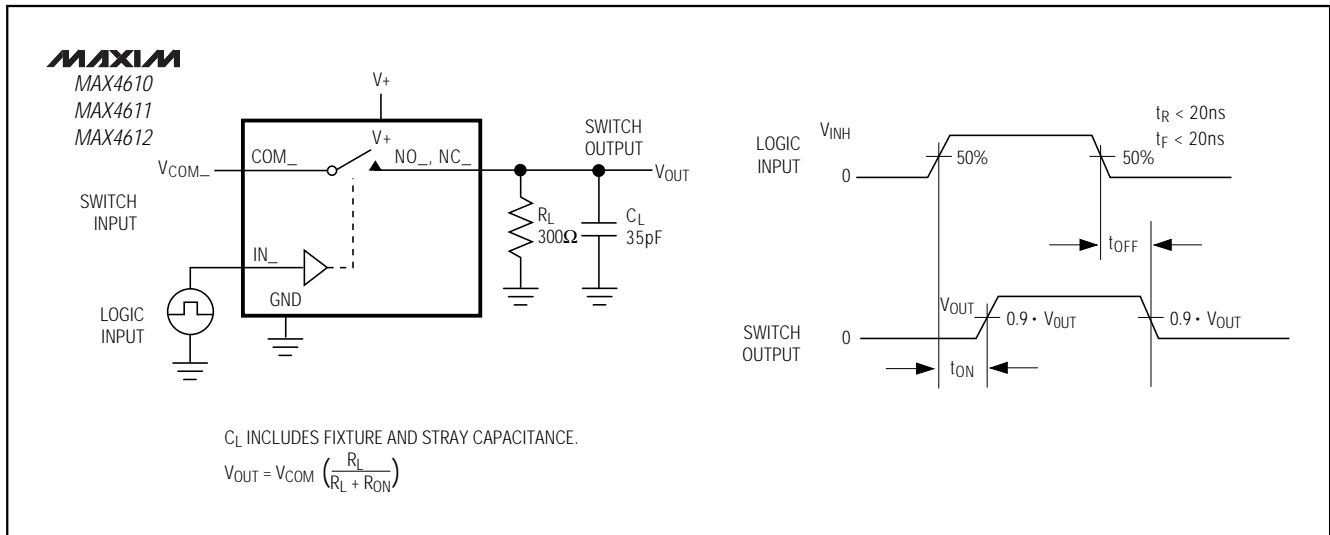 MAXIM
MAX4610
MAX4611
MAX4612
V+
V+
COM_
NO_, NC_
SWITCH
OUTPUT
VCOM_
VOUT
SWITCH
INPUT
RL
300Ω
CL
35pF
IN_
GND
LOGIC
INPUT
CL INCLUDES FIXTURE AND STRAY CAPACITANCE.
VOUT = VCOM (RL / RL + RON)
tR < 20ns
tF < 20ns
LOGIC
INPUT
VINH
50%
50%
0
tOFF
VOUT
0.9 • VOUT
0.9 • VOUT
SWITCH
OUTPUT
0
tON